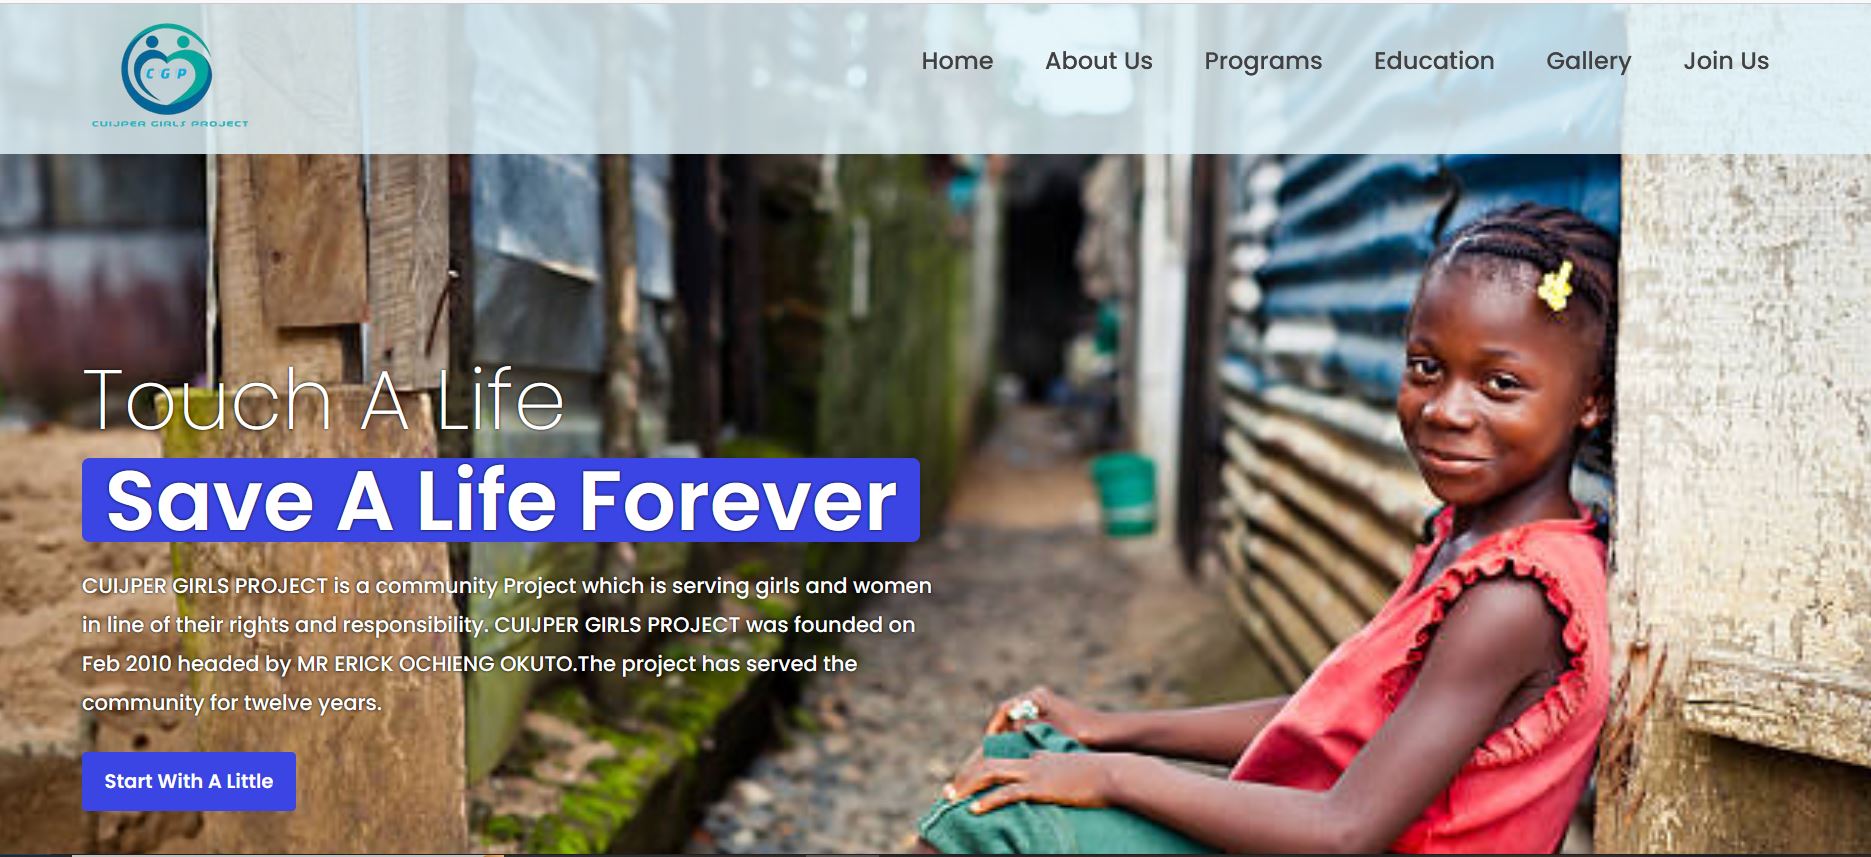 CGP
CUIJPER GIRLS PROJECT
Home About Us Programs Education Gallery Join Us
Touch A Life
Save A Life Forever
CUIJPER GIRLS PROJECT is a community Project which is serving girls and women
in line of their rights and responsibility. CUIJPER GIRLS PROJECT was founded on
Feb 2010 headed by MR ERICK OCHIENG OKUTO.The project has served the
community for twelve years.
Start With A Little